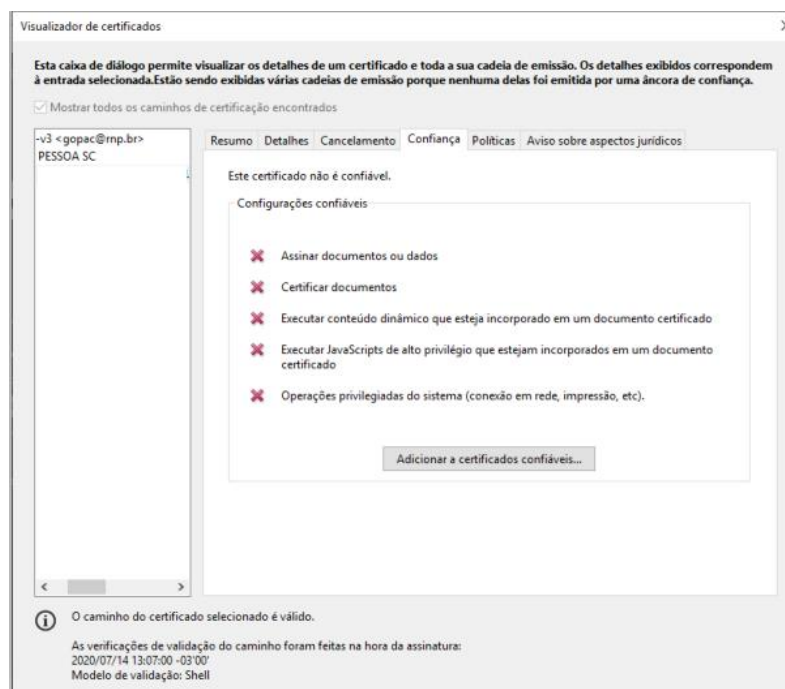 Visualizador de certificados
Esta caixa de diálogo permite visualizar os detalhes de um certificado e toda a sua cadeia de emissão. Os detalhes exibidos correspondem
à entrada selecionada.Estão sendo exibidas várias cadeias de emissão porque nenhuma delas foi emitida por uma âncora de confiança.
Mostrar todos os caminhos de certificação encontrados
-v3 <gopac@rnp.br>
PESSOA SC
Resumo Detalhes Cancelamento Confiança Políticas Aviso sobre aspectos jurídicos
Este certificado não é confiável.
Configurações confiáveis
Assinar documentos ou dados
Certificar documentos
Executar conteúdo dinâmico que esteja incorporado em um documento certificado
Executar JavaScripts de alto privilégio que estejam incorporados em um documento
certificado
Operações privilegiadas do sistema (conexão em rede, impressão, etc).
Adicionar a certificados confiáveis...
O caminho do certificado selecionado é válido.
As verificações de validação do caminho foram feitas na hora da assinatura:
2020/07/14 13:07:00 -03'00'
Modelo de validação: Shell